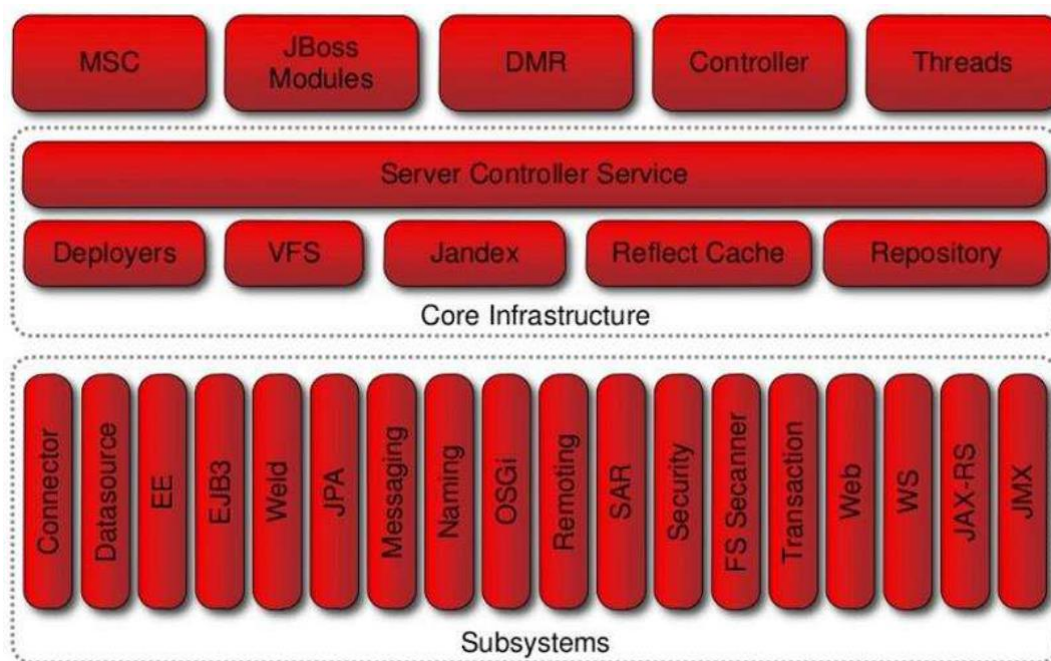 MSC
JBoss
Modules
DMR
Controller
Threads
Server Controller Service
Deployers
VFS
Jandex
Reflect Cache
Repository
Core Infrastructure
Connector
Datasource
EE
EJB3
Weld
JPA
Messaging
Naming
OSGi
Remoting
SAR
Security
FS Secanner
Transaction
Web
WS
JAX-RS
JMX
Subsystems